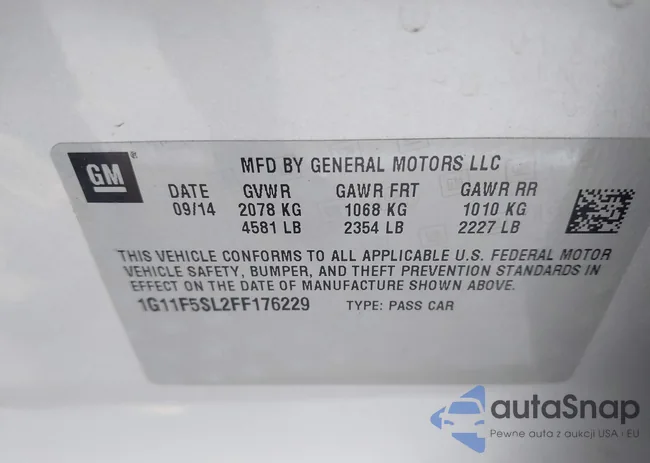 GM
MFD BY GENERAL MOTORS LLC
DATE GVWR GAWR FRT GAWR RR
09/14 2078 KG 1068 KG 1010 KG
4581 LB 2354 LB 2227 LB
THIS VEHICLE CONFORMS TO ALL APPLICABLE U.S. FEDERAL MOTOR
VEHICLE SAFETY, BUMPER, AND THEFT PREVENTION STANDARDS IN
EFFECT ON THE DATE OF MANUFACTURE SHOWN ABOVE.
1G11F5SL2FF176229 TYPE: PASS CAR
autaSnap
Pewne auta z aukcji USA i EU